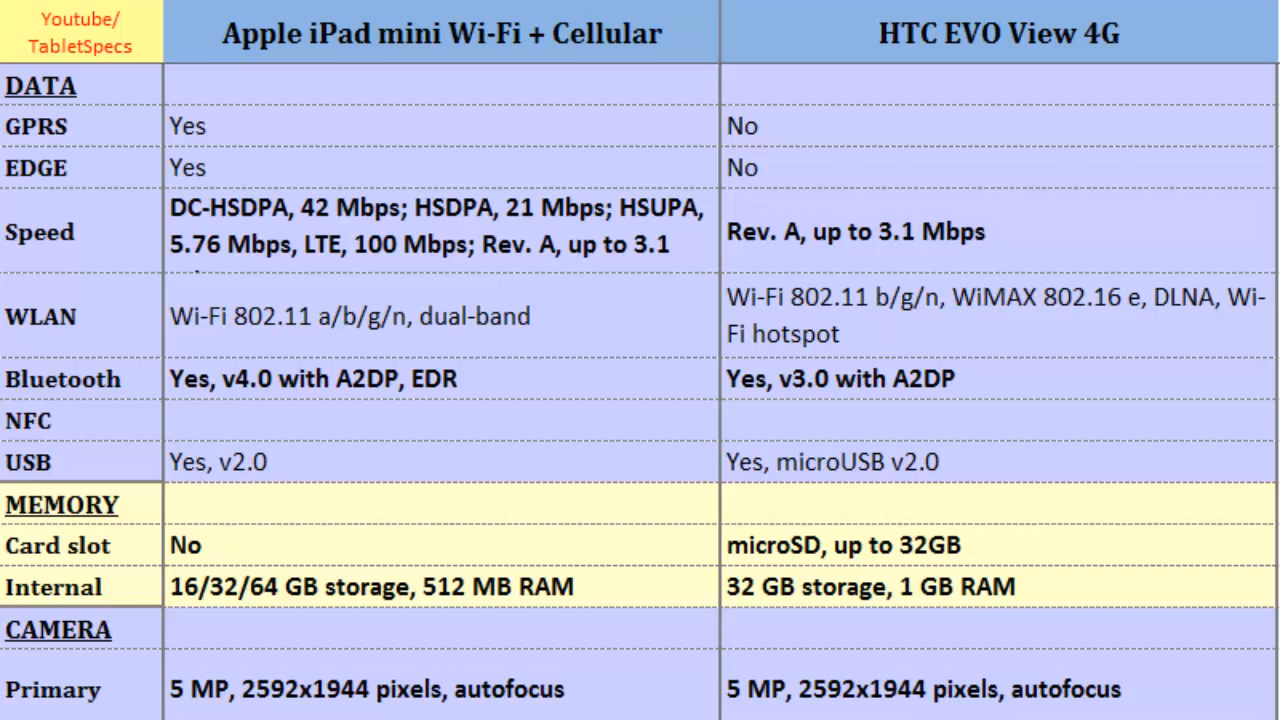 Youtube/
TabletSpecs
Apple iPad mini Wi-Fi + Cellular
HTC EVO View 4G
DATA
GPRS Yes No
EDGE Yes No
Speed
DC-HSDPA, 42 Mbps; HSDPA, 21 Mbps; HSUPA,
5.76 Mbps, LTE, 100 Mbps; Rev. A, up to 3.1
Rev. A, up to 3.1 Mbps
WLAN
Wi-Fi 802.11 a/b/g/n, dual-band
Wi-Fi 802.11 b/g/n, WiMAX 802.16 e, DLNA, Wi-
Fi hotspot
Bluetooth Yes, v4.0 with A2DP, EDR Yes, v3.0 with A2DP
NFC
USB Yes, v2.0 Yes, microUSB v2.0
MEMORY
Card slot No microSD, up to 32GB
Internal 16/32/64 GB storage, 512 MB RAM 32 GB storage, 1 GB RAM
CAMERA
Primary 5 MP, 2592x1944 pixels, autofocus 5 MP, 2592x1944 pixels, autofocus